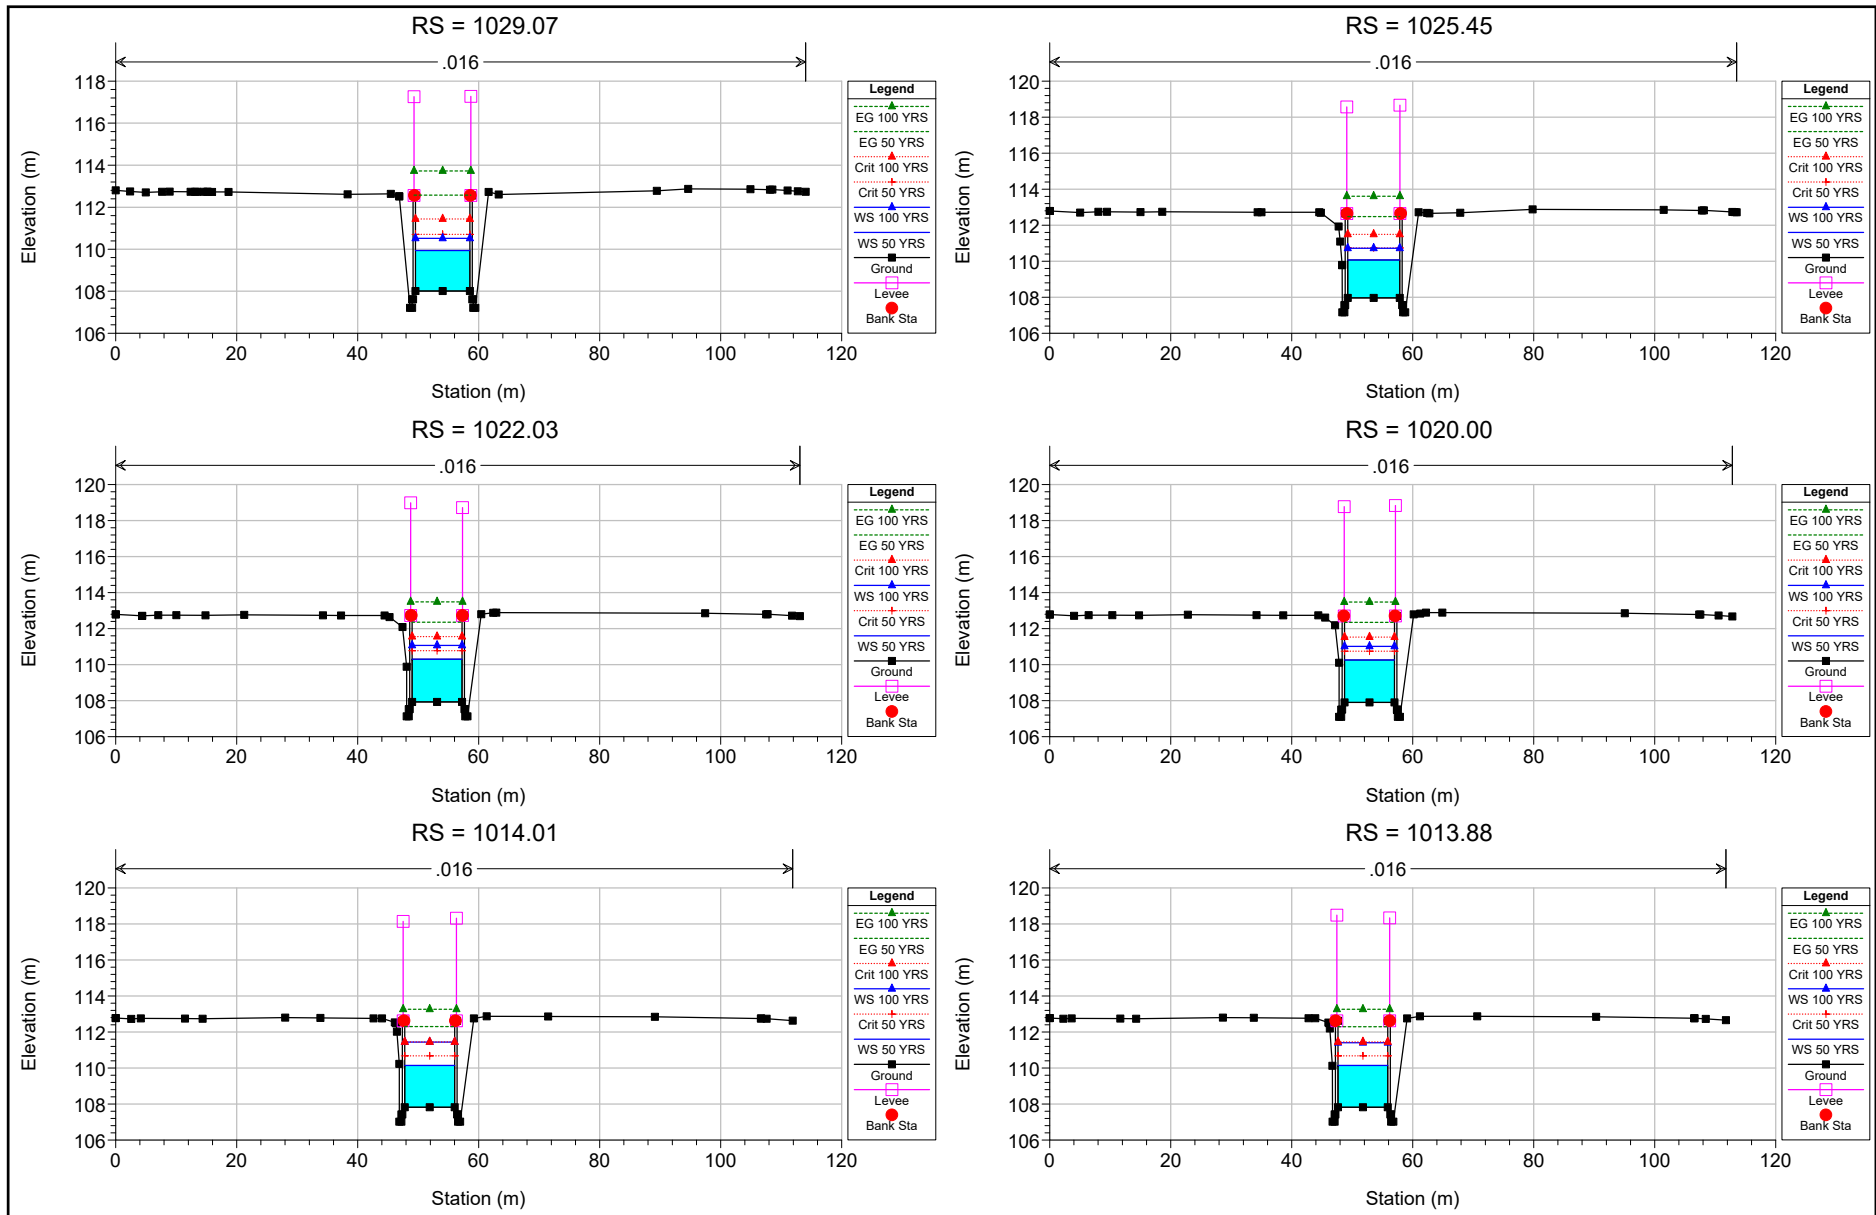 RS = 1029.07
.016
118
116
114
112
110
108
106
0 20 40 60 80 100 120
Elevation (m)
Station (m)
Legend
EG 100 YRS
EG 50 YRS
Crit 100 YRS
Crit 50 YRS
WS 100 YRS
WS 50 YRS
Ground
Levee
Bank Sta
RS = 1025.45
.016
120
118
116
114
112
110
108
106
0 20 40 60 80 100 120
Elevation (m)
Station (m)
Legend
EG 100 YRS
EG 50 YRS
Crit 100 YRS
Crit 50 YRS
WS 100 YRS
WS 50 YRS
Ground
Levee
Bank Sta
RS = 1022.03
.016
120
118
116
114
112
110
108
106
0 20 40 60 80 100 120
Elevation (m)
Station (m)
Legend
EG 100 YRS
EG 50 YRS
Crit 100 YRS
WS 100 YRS
Crit 50 YRS
WS 50 YRS
Ground
Levee
Bank Sta
RS = 1020.00
.016
120
118
116
114
112
110
108
106
0 20 40 60 80 100 120
Elevation (m)
Station (m)
Legend
EG 100 YRS
EG 50 YRS
Crit 100 YRS
WS 100 YRS
Crit 50 YRS
WS 50 YRS
Ground
Levee
Bank Sta
RS = 1014.01
.016
120
118
116
114
112
110
108
106
0 20 40 60 80 100 120
Elevation (m)
Station (m)
Legend
EG 100 YRS
EG 50 YRS
Crit 100 YRS
WS 100 YRS
Crit 50 YRS
WS 50 YRS
Ground
Levee
Bank Sta
RS = 1013.88
.016
120
118
116
114
112
110
108
106
0 20 40 60 80 100 120
Elevation (m)
Station (m)
Legend
EG 100 YRS
EG 50 YRS
Crit 100 YRS
WS 100 YRS
Crit 50 YRS
WS 50 YRS
Ground
Levee
Bank Sta